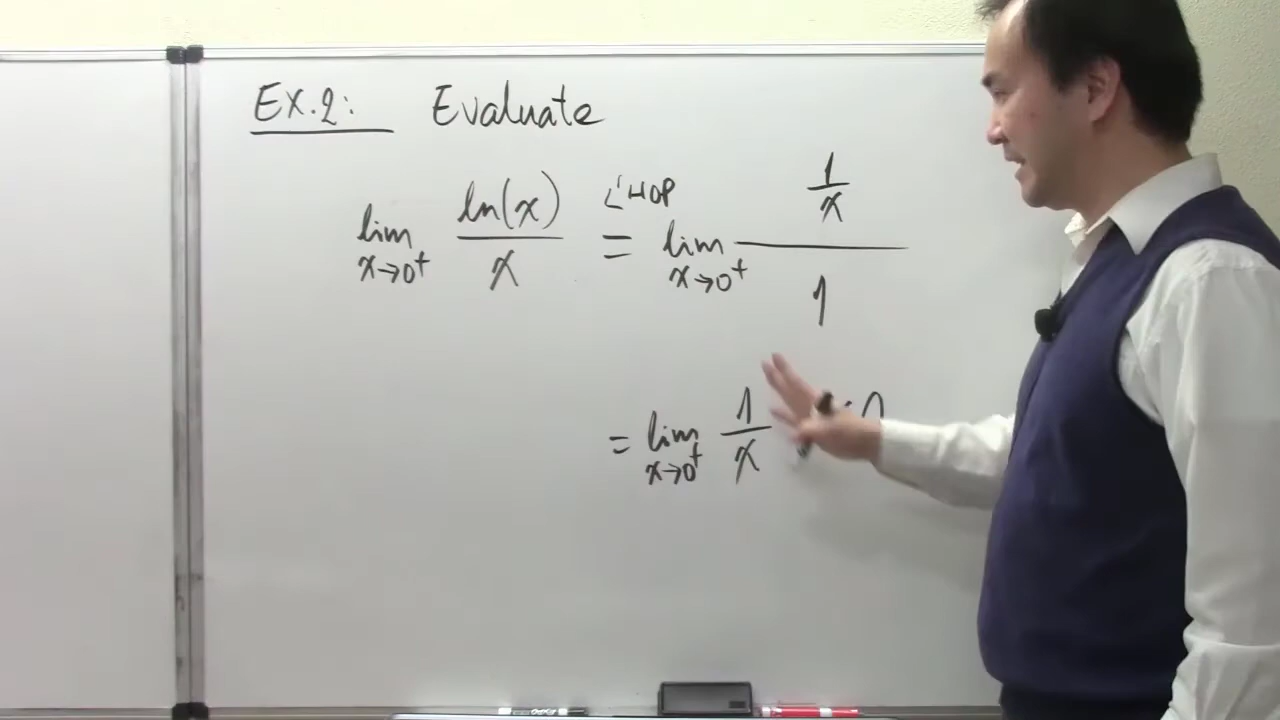 Ex.2: Evaluate
lim x→0⁺ ln(x)/x = L'HOP lim x→0⁺ (1/x)/1
= lim x→0⁺ 1/x